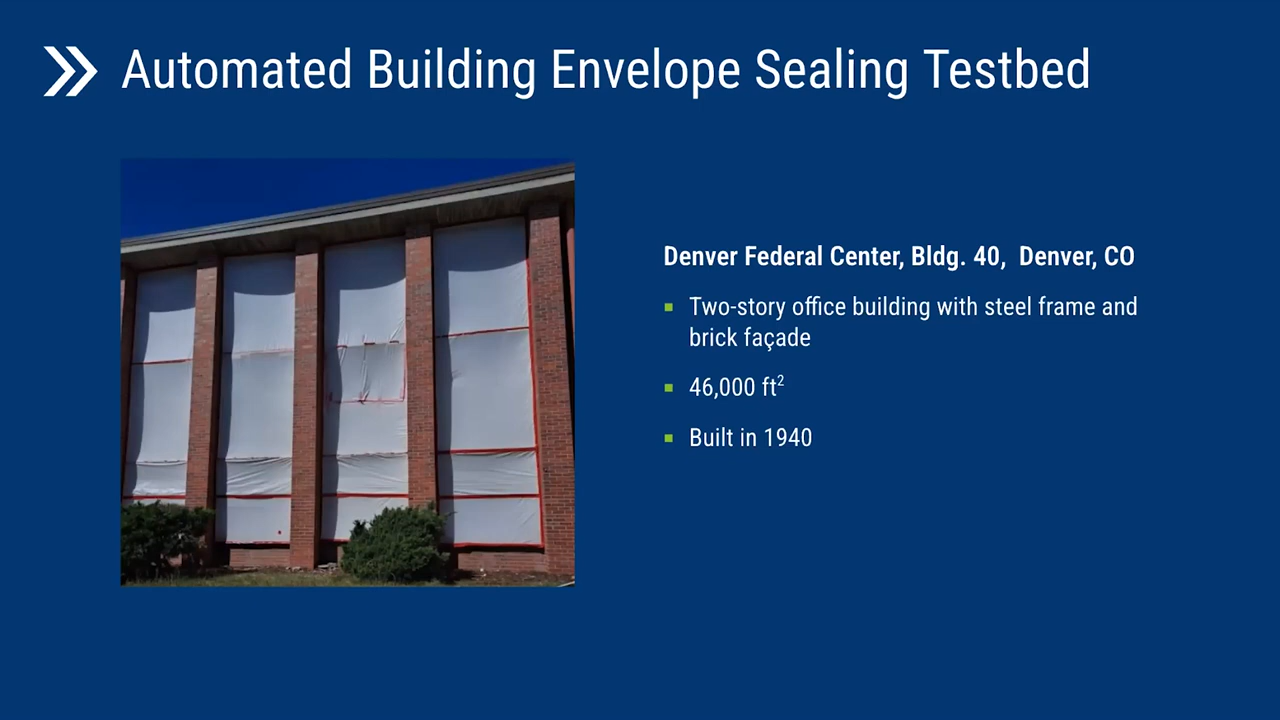 Automated Building Envelope Sealing Testbed
Denver Federal Center, Bldg. 40, Denver, CO
Two-story office building with steel frame and
brick façade
46,000 ft²
Built in 1940